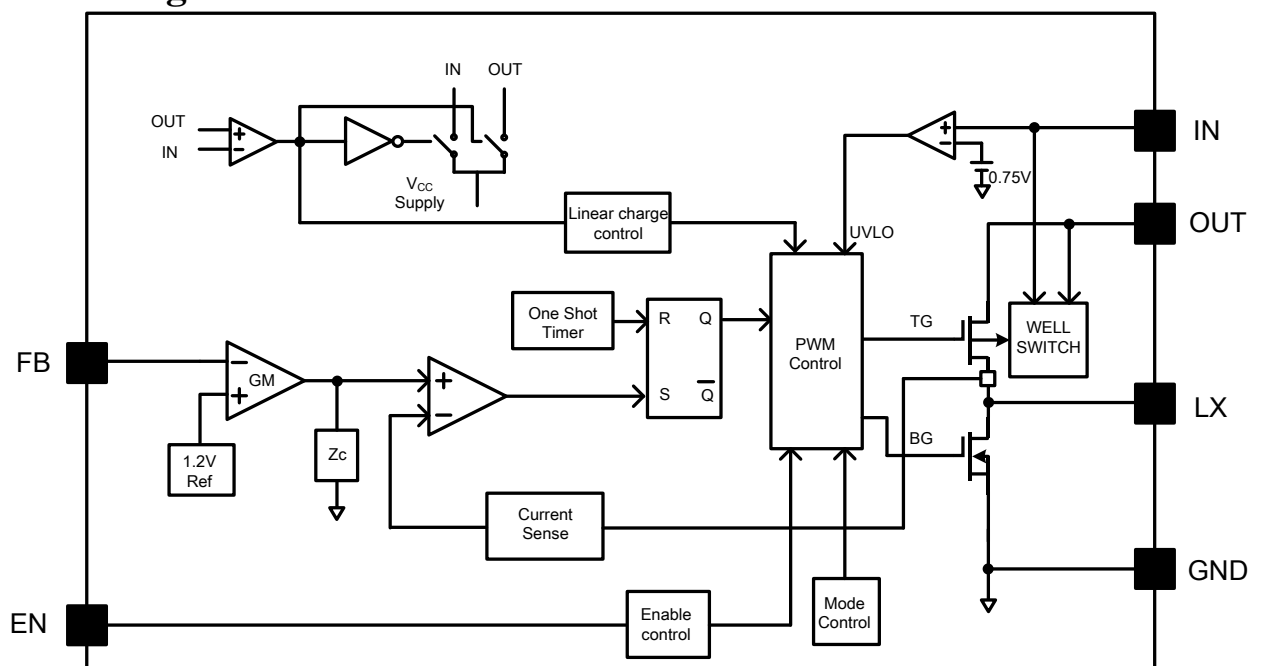 IN OUT
OUT
IN
V_CC
Supply
Linear charge
control
UVLO
+
-
0.75V
IN
OUT
One Shot
Timer
R Q
S Q̅
PWM
Control
TG
WELL
SWITCH
FB
GM
1.2V
Ref
Zc
BG
LX
Current
Sense
GND
EN
Enable
control
Mode
Control